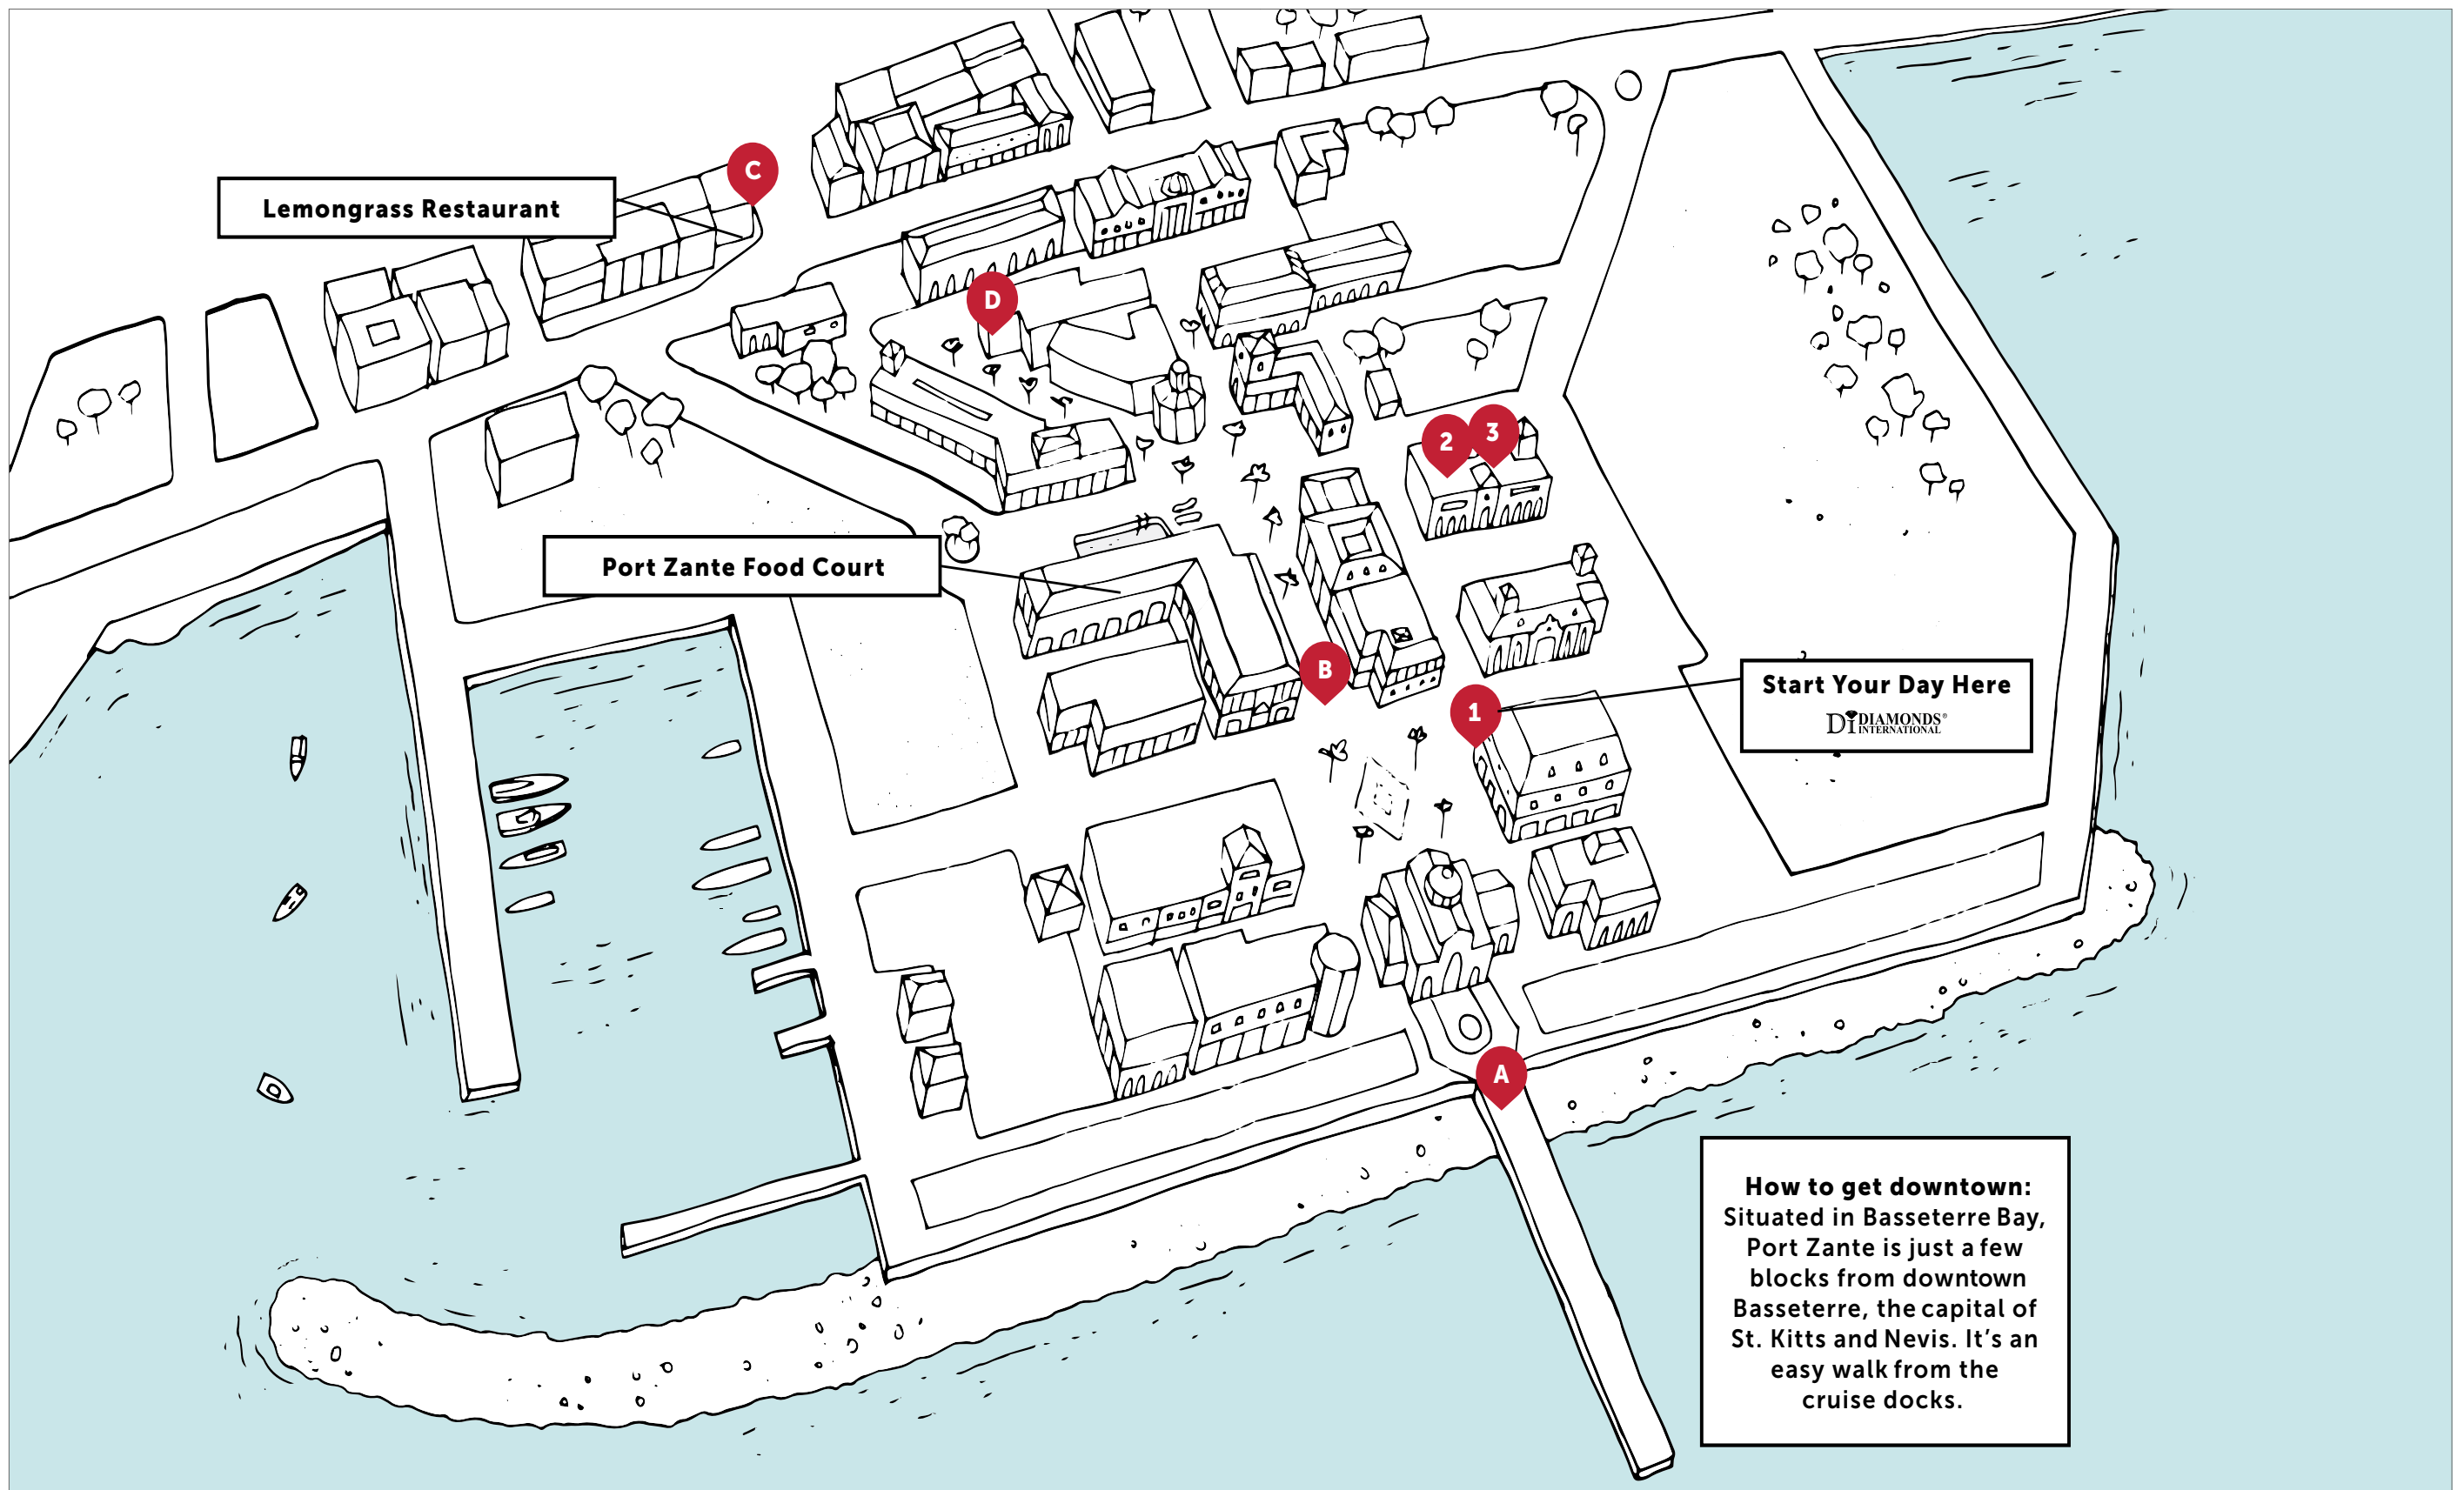 C
Lemongrass Restaurant
D
2
3
Port Zante Food Court
B
Start Your Day Here
1
Di DIAMONDS®
INTERNATIONAL
A
How to get downtown:
Situated in Basseterre Bay,
Port Zante is just a few
blocks from downtown
Basseterre, the capital of
St. Kitts and Nevis. It’s an
easy walk from the
cruise docks.